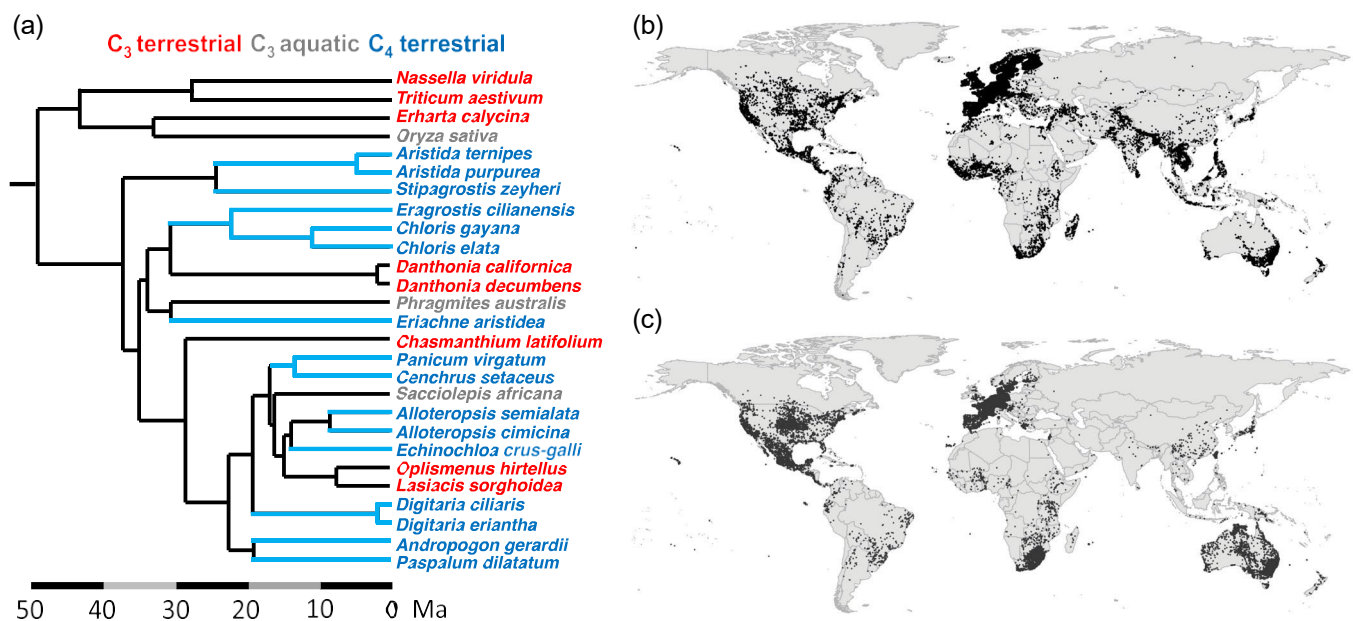 (a)
C3 terrestrial C3 aquatic C4 terrestrial
Nassella viridula
Triticum aestivum
Erharta calycina
Oryza sativa
Aristida ternipes
Aristida purpurea
Stipagrostis zeyheri
Eragrostis cilianensis
Chloris gayana
Chloris elata
Danthonia californica
Danthonia decumbens
Phragmites australis
Eriachne aristidea
Chasmanthium latifolium
Panicum virgatum
Cenchrus setaceus
Sacciolepis africana
Alloteropsis semialata
Alloteropsis cimicina
Echinochloa crus-galli
Oplismenus hirtellus
Lasiacis sorghoidea
Digitaria ciliaris
Digitaria eriantha
Andropogon gerardii
Paspalum dilatatum
50 40 30 20 10 0 Ma
(b)
(c)